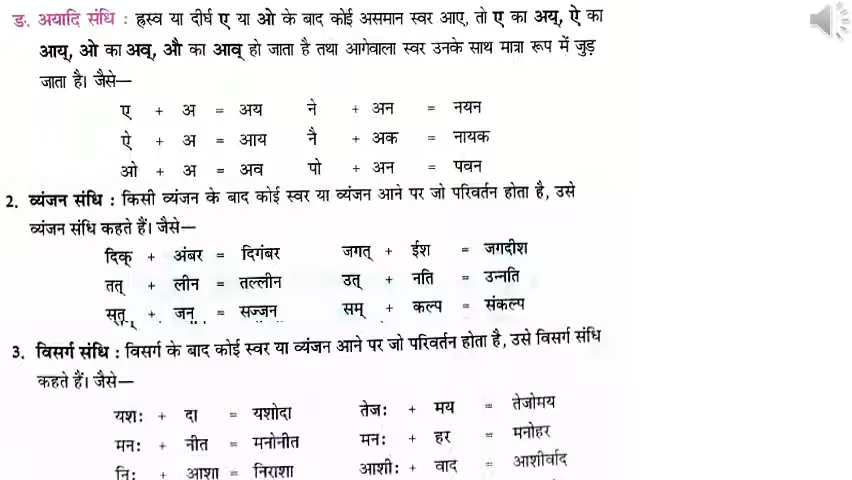 ङ. अयादि संधि : ह्रस्व या दीर्घ ए या ओ के बाद कोई असमान स्वर आए, तो ए का अय्, ऐ का
आय्, ओ का अव्, औ का आव् हो जाता है तथा आगेवाला स्वर उनके साथ मात्रा रूप में जुड़
जाता है। जैसे—
ए + अ = अय ने + अन = नयन
ऐ + अ = आय नै + अक = नायक
ओ + अ = अव पो + अन = पवन
2. व्यंजन संधि : किसी व्यंजन के बाद कोई स्वर या व्यंजन आने पर जो परिवर्तन होता है, उसे
व्यंजन संधि कहते हैं। जैसे—
दिक् + अंबर = दिगंबर जगत् + ईश = जगदीश
तत् + लीन = तल्लीन उत् + नति = उन्नति
सत् + जन = सज्जन सम् + कल्प = संकल्प
3. विसर्ग संधि : विसर्ग के बाद कोई स्वर या व्यंजन आने पर जो परिवर्तन होता है, उसे विसर्ग संधि
कहते हैं। जैसे—
यशः + दा = यशोदा तेजः + मय = तेजोमय
मनः + नीत = मनोनीत मनः + हर = मनोहर
निः + आशा = निराशा आशीः + वाद = आशीर्वाद